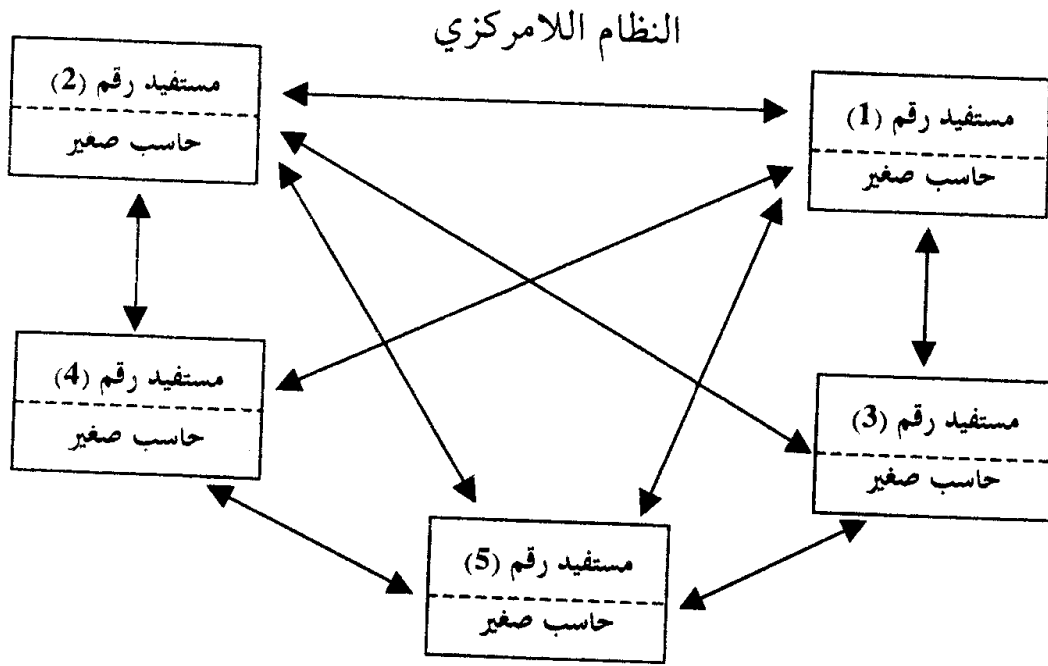 النظام اللامركزي
مستفيد رقم (1)
حاسب صغير
مستفيد رقم (2)
حاسب صغير
مستفيد رقم (3)
حاسب صغير
مستفيد رقم (4)
حاسب صغير
مستفيد رقم (5)
حاسب صغير